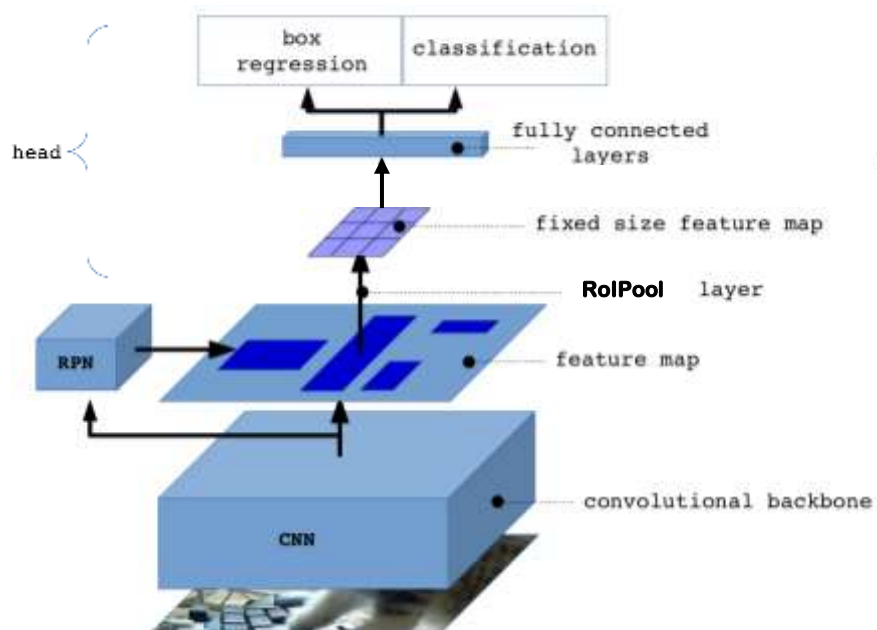 box
regression
classification
fully connected
layers
head
fixed size feature map
RoIPool layer
RPN
feature map
convolutional backbone
CNN